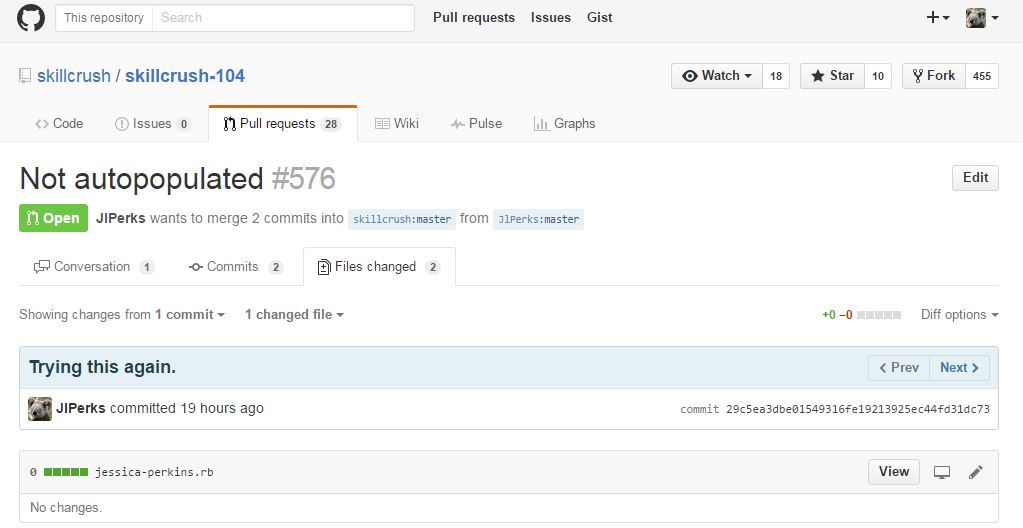 This repository Search Pull requests Issues Gist
skillcrush / skillcrush-104 Watch 18 Star 10 Fork 455
Code Issues 0 Pull requests 28 Wiki Pulse Graphs
Not autopopulated #576 Edit
Open JIPerks wants to merge 2 commits into skillcrush:master from JlPerks:master
Conversation 1 Commits 2 Files changed 2
Showing changes from 1 commit 1 changed file +0 −0 Diff options
Trying this again. Prev Next
JIPerks committed 19 hours ago commit 29c5ea3dbe01549316fe19213925ec44fd31dc73
0 jessica-perkins.rb View
No changes.